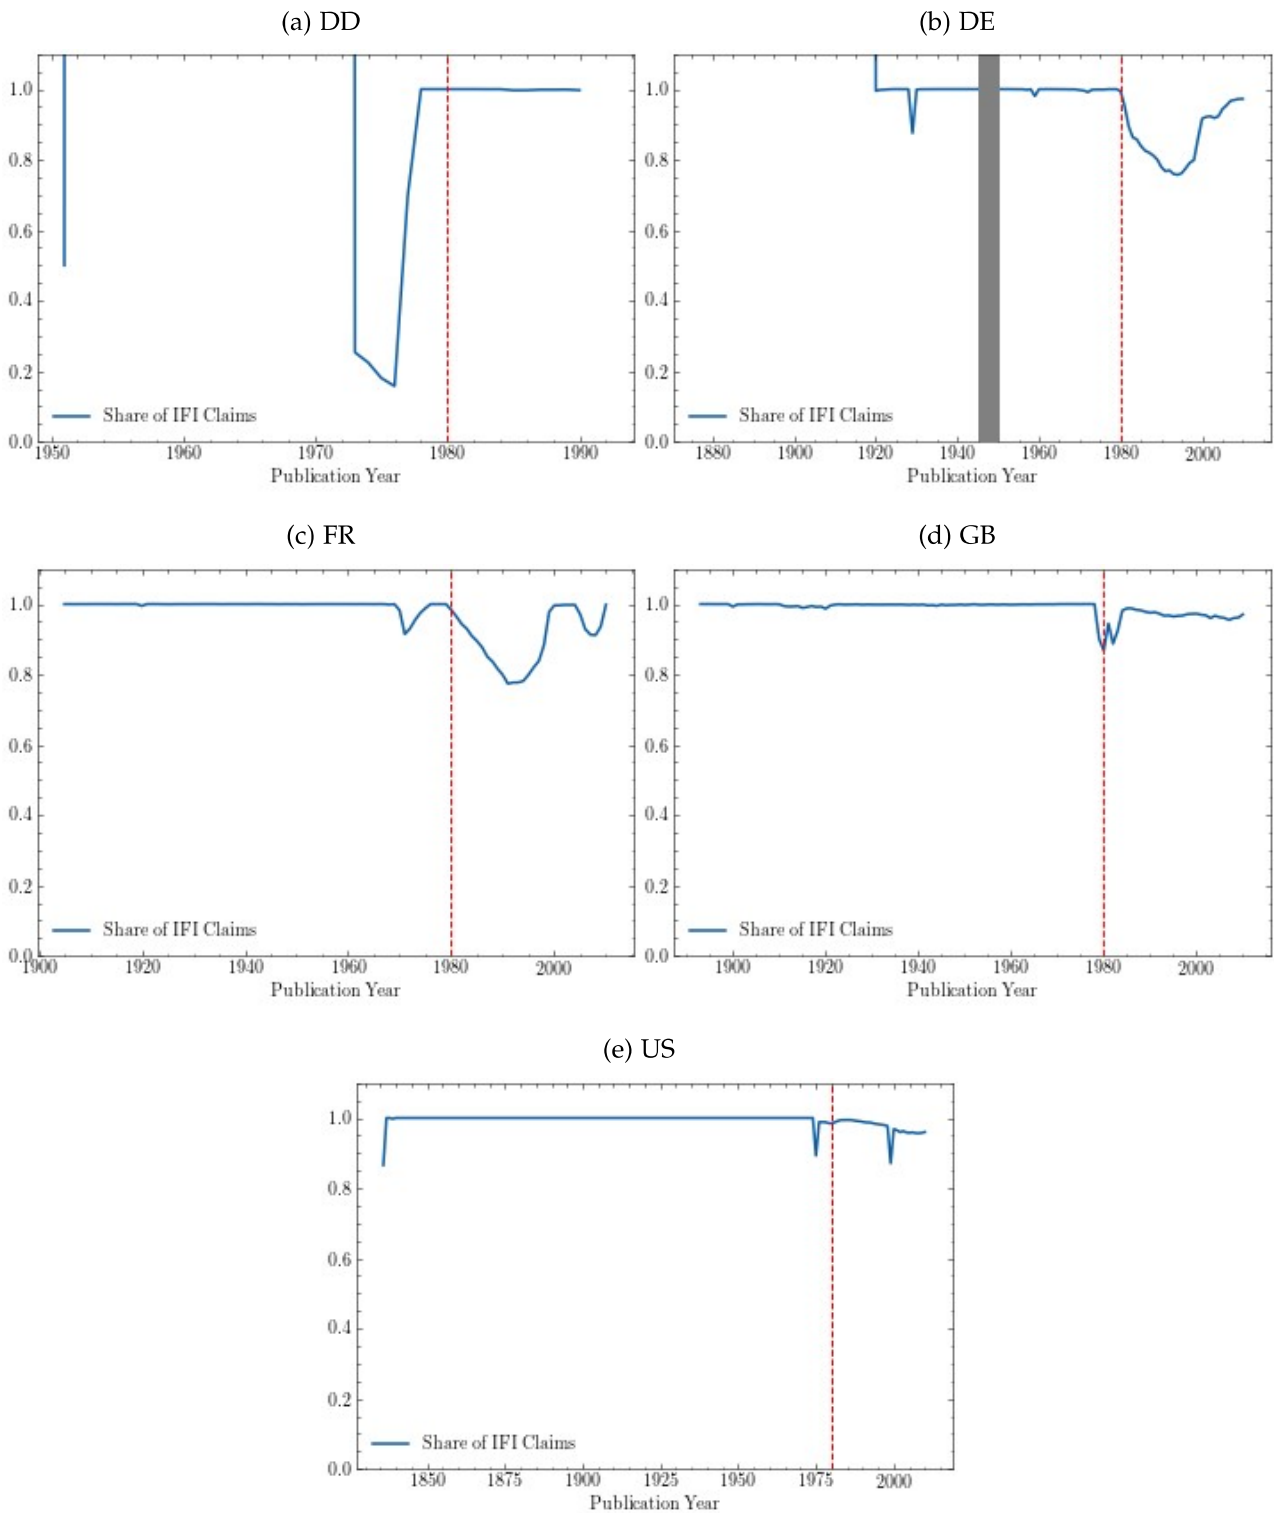 (a) DD
1.0
0.8
0.6
0.4
0.2
0.0
Share of IFI Claims
1950 1960 1970 1980 1990
Publication Year
(b) DE
1.0
0.8
0.6
0.4
0.2
0.0
Share of IFI Claims
1880 1900 1920 1940 1960 1980 2000
Publication Year
(c) FR
1.0
0.8
0.6
0.4
0.2
0.0
Share of IFI Claims
1900 1920 1940 1960 1980 2000
Publication Year
(d) GB
1.0
0.8
0.6
0.4
0.2
0.0
Share of IFI Claims
1900 1920 1940 1960 1980 2000
Publication Year
(e) US
1.0
0.8
0.6
0.4
0.2
0.0
Share of IFI Claims
1850 1875 1900 1925 1950 1975 2000
Publication Year